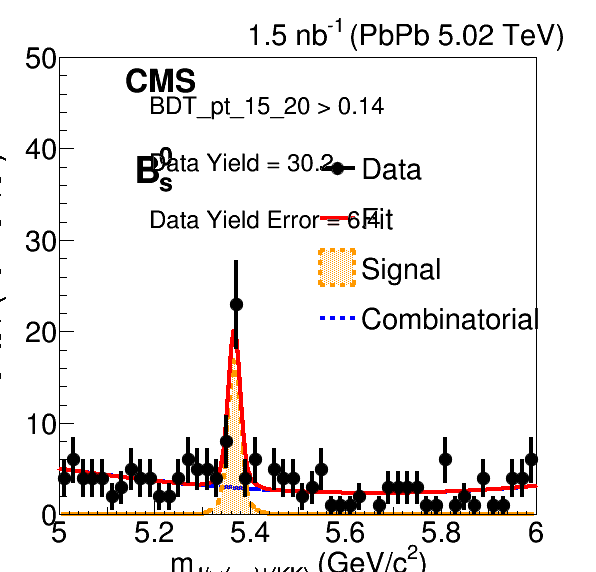 1.5 nb⁻¹ (PbPb 5.02 TeV)
50
CMS
BDT_pt_15_20 > 0.14
40
B⁰s
Data Yield = 30.2
Data
30
Data Yield Error = 6.4
Fit
Signal
20
Combinatorial
10
0
5 5.2 5.4 5.6 5.8 6
(GeV/c²)